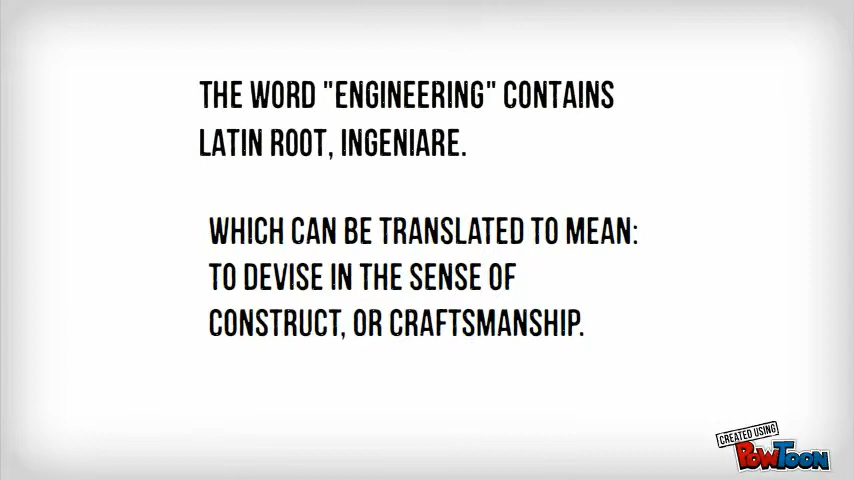 THE WORD "ENGINEERING" CONTAINS
LATIN ROOT, INGENIARE.
WHICH CAN BE TRANSLATED TO MEAN:
TO DEVISE IN THE SENSE OF
CONSTRUCT, OR CRAFTSMANSHIP.
CREATED USING
POWTOON